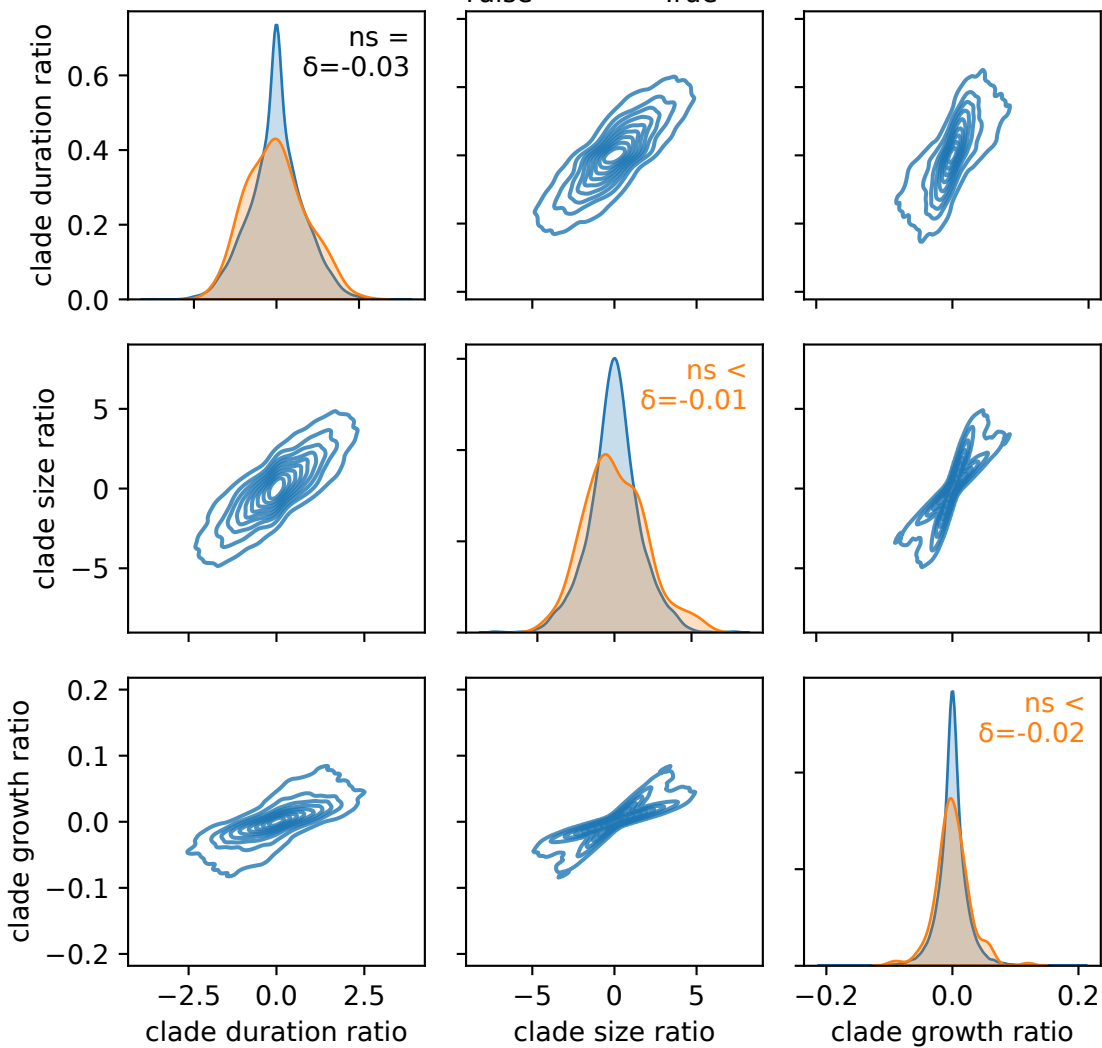 clade duration ratio
0.6
0.4
0.2
0.0
ns =
δ=-0.03
clade size ratio
5
0
−5
ns <
δ=-0.01
clade growth ratio
0.2
0.1
0.0
−0.1
−0.2
ns <
δ=-0.02
−2.5 0.0 2.5
−5 0 5
−0.2 0.0 0.2
clade duration ratio
clade size ratio
clade growth ratio